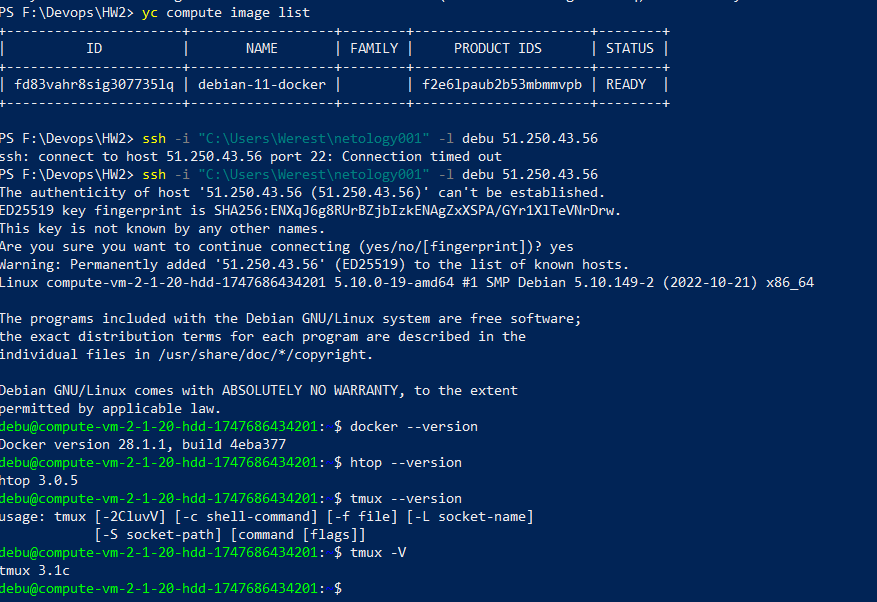 PS F:\Devops\HW2> yc compute image list
+----------------------+------------------+--------+----------------------+--------+
|          ID          |       NAME       | FAMILY |     PRODUCT IDS      | STATUS |
+----------------------+------------------+--------+----------------------+--------+
| fd83vahr8sig307735lq | debian-11-docker |        | f2e6lpaub2b53mbmmvpb | READY  |
+----------------------+------------------+--------+----------------------+--------+
PS F:\Devops\HW2> ssh -i "C:\Users\Werest\netology001" -l debu 51.250.43.56
ssh: connect to host 51.250.43.56 port 22: Connection timed out
PS F:\Devops\HW2> ssh -i "C:\Users\Werest\netology001" -l debu 51.250.43.56
The authenticity of host '51.250.43.56 (51.250.43.56)' can't be established.
ED25519 key fingerprint is SHA256:ENXqJ6g8RUrBZjbIzkENAgZxXSPA/GYr1XlTeVNrDrw.
This key is not known by any other names.
Are you sure you want to continue connecting (yes/no/[fingerprint])? yes
Warning: Permanently added '51.250.43.56' (ED25519) to the list of known hosts.
Linux compute-vm-2-1-20-hdd-1747686434201 5.10.0-19-amd64 #1 SMP Debian 5.10.149-2 (2022-10-21) x86_64
The programs included with the Debian GNU/Linux system are free software;
the exact distribution terms for each program are described in the
individual files in /usr/share/doc/*/copyright.
Debian GNU/Linux comes with ABSOLUTELY NO WARRANTY, to the extent
permitted by applicable law.
debu@compute-vm-2-1-20-hdd-1747686434201: $ docker --version
Docker version 28.1.1, build 4eba377
debu@compute-vm-2-1-20-hdd-1747686434201: $ htop --version
htop 3.0.5
debu@compute-vm-2-1-20-hdd-1747686434201: $ tmux --version
usage: tmux [-2CluvV] [-c shell-command] [-f file] [-L socket-name]
            [-S socket-path] [command [flags]]
debu@compute-vm-2-1-20-hdd-1747686434201: $ tmux -V
tmux 3.1c
debu@compute-vm-2-1-20-hdd-1747686434201: $